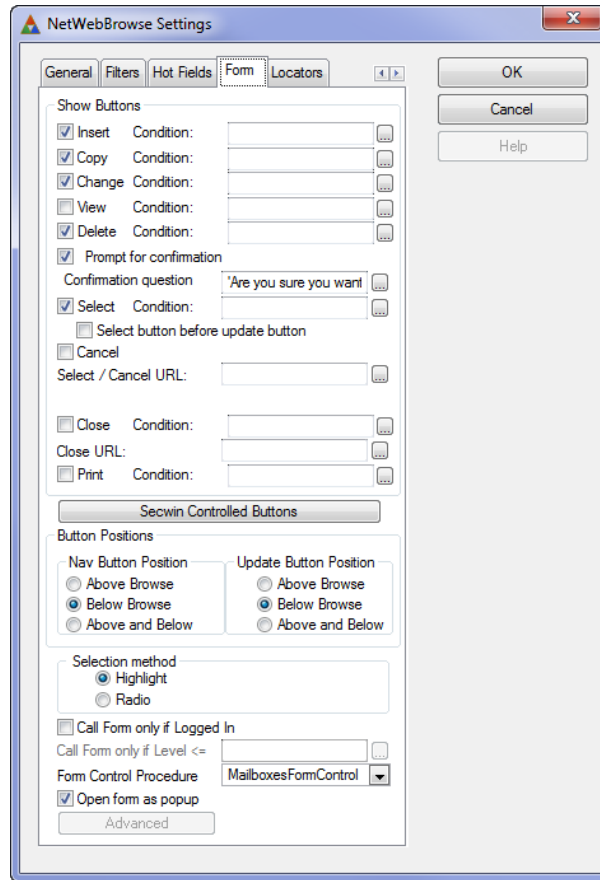 NetWebBrowse Settings
General Filters Hot Fields Form Locators
OK
Cancel
Help
Show Buttons
Insert Condition: ...
Copy Condition: ...
Change Condition: ...
View Condition: ...
Delete Condition: ...
Prompt for confirmation
Confirmation question 'Are you sure you want ...
Select Condition: ...
Select button before update button
Cancel
Select / Cancel URL: ...
Close Condition: ...
Close URL: ...
Print Condition: ...
Secwin Controlled Buttons
Button Positions
Nav Button Position Update Button Position
Above Browse Above Browse
Below Browse Below Browse
Above and Below Above and Below
Selection method
Highlight
Radio
Call Form only if Logged In
Call Form only if Level <= ...
Form Control Procedure MailboxesFormControl
Open form as popup
Advanced